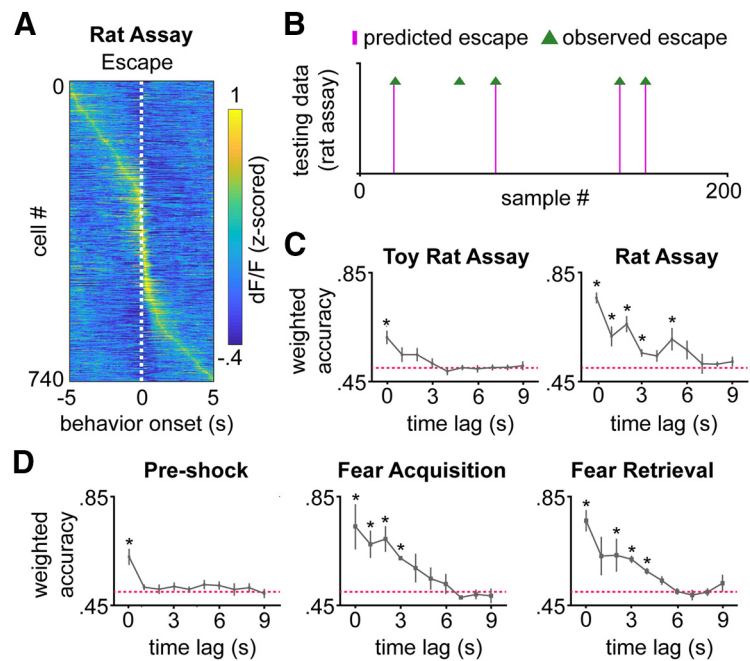 A
Rat Assay
Escape
0
cell #
740
-5
0
5
behavior onset (s)
1
dF/F (z-scored)
-.4
B
predicted escape
observed escape
testing data
(rat assay)
0
sample #
200
C
Toy Rat Assay
.85
weighted
accuracy
.45
*
0
3
6
9
time lag (s)
Rat Assay
.85
.45
*
*
*
*
*
0
3
6
9
time lag (s)
D
Pre-shock
.85
weighted
accuracy
.45
*
0
3
6
9
time lag (s)
Fear Acquisition
.85
.45
*
*
*
*
0
3
6
9
time lag (s)
Fear Retrieval
.85
.45
*
*
*
*
0
3
6
9
time lag (s)